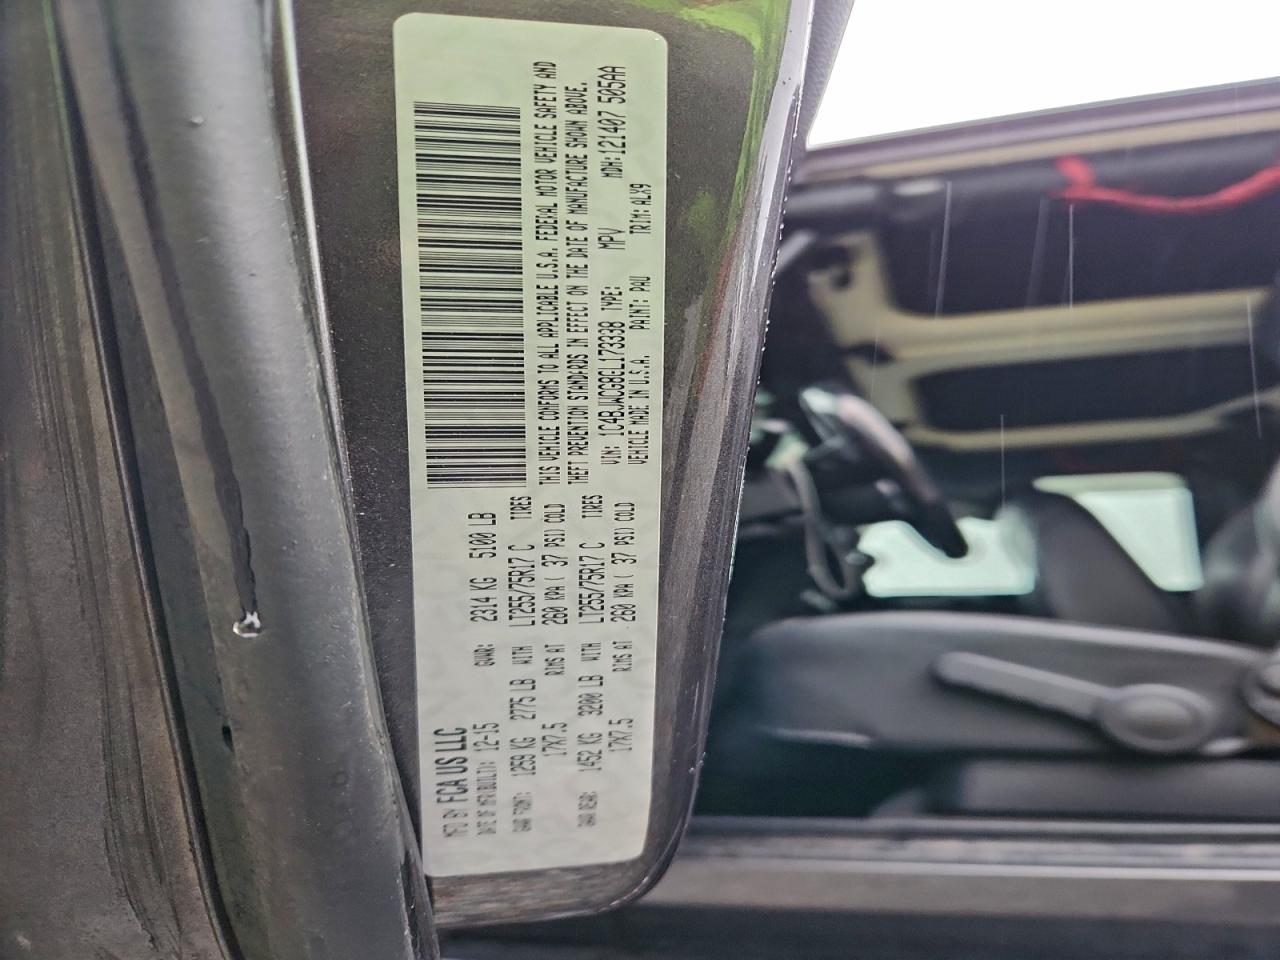 MFD BY FCA US LLC
DATE OF MFR(BUILT): 12-15 GVWR: 2314 KG 5100 LB
GAWR FRONT: 1259 KG 2775 LB WITH LT255/75R17 C TIRES
17X7.5 RIMS AT 260 KPA ( 37 PSI) COLD
GAWR REAR: 1452 KG 3200 LB WITH LT255/75R17 C TIRES
17X7.5 RIMS AT 260 KPA ( 37 PSI) COLD
THIS VEHICLE CONFORMS TO ALL APPLICABLE U.S.A. FEDERAL MOTOR VEHICLE SAFETY AND
THEFT PREVENTION STANDARDS IN EFFECT ON THE DATE OF MANUFACTURE SHOWN ABOVE.
VIN: 1C4BJWCG8GL173338 TYPE: MPV MDH:121407 505AA
VEHICLE MADE IN U.S.A. PAINT: PAU TRIM: ALX9